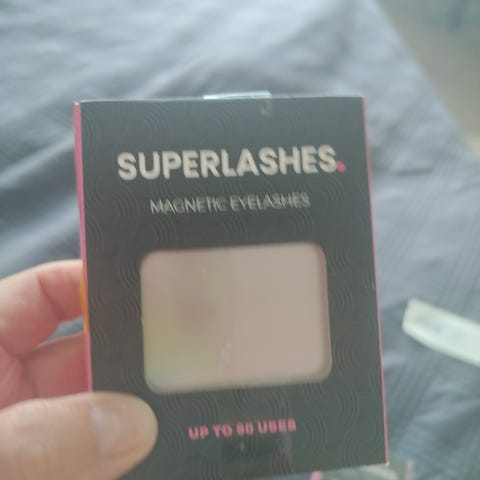 SUPERLASHES.
MAGNETIC EYELASHES
UP TO 50 USES